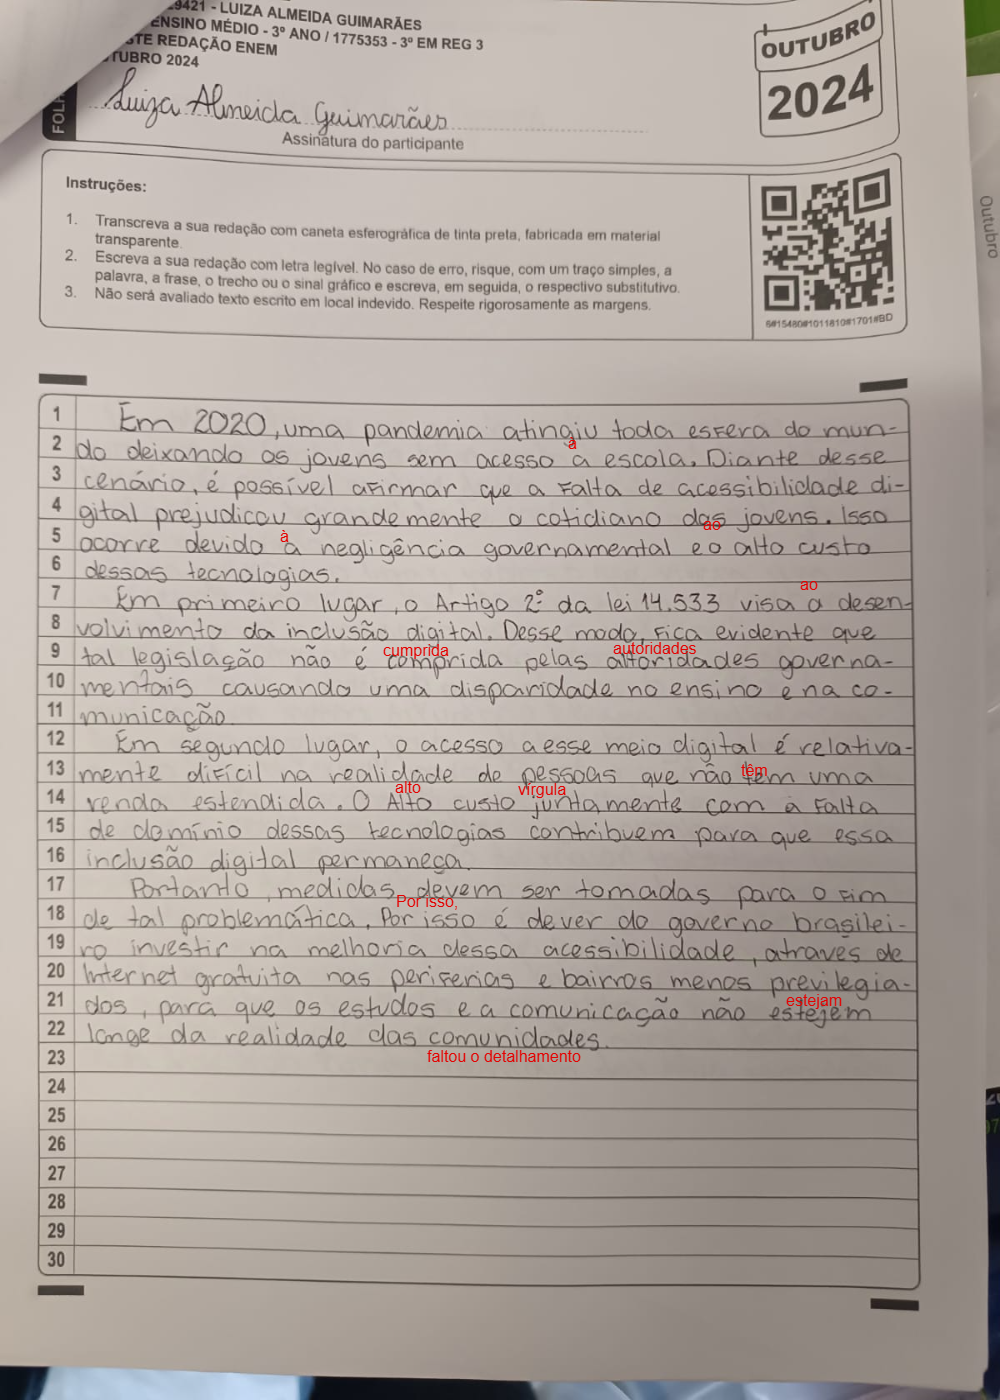 29421 - LUIZA ALMEIDA GUIMARÃES
ENSINO MÉDIO - 3º ANO / 1775353 - 3º EM REG 3
TE REDAÇÃO ENEM
TUBRO 2024
OUTUBRO
2024
Luiza Almeida Guimarães
Assinatura do participante
Instruções:
1. Transcreva a sua redação com caneta esferográfica de tinta preta, fabricada em material
transparente.
2. Escreva a sua redação com letra legível. No caso de erro, risque, com um traço simples, a
palavra, a frase, o trecho ou o sinal gráfico e escreva, em seguida, o respectivo substitutivo.
3. Não será avaliado texto escrito em local indevido. Respeite rigorosamente as margens.
Outubro
1 Em 2020, uma pandemia atingiu toda esfera do mun-
à
2 do deixando os jovens sem acesso a escola. Diante desse
3 cenário, é possível afirmar que a falta de acessibilidade di-
4 gital prejudicou grandemente o cotidiano dos jovens. Isso
à ao
5 ocorre devido a negligência governamental e o alto custo
6 dessas tecnologias.
ao
7 Em primeiro lugar, o Artigo 2º da lei 14.533 visa o desen-
8 volvimento da inclusão digital. Desse modo, fica evidente que
cumprida autoridades
9 tal legislação não é comprida pelas altoridades governa-
10 mentais causando uma disparidade no ensino e na co-
11 municação.
12 Em segundo lugar, o acesso a esse meio digital é relativa-
têm
13 mente difícil na realidade de pessoas que não tem uma
alto vírgula
14 renda estendida. O Alto custo juntamente com a falta
15 de domínio dessas tecnologias contribuem para que essa
16 inclusão digital permaneça.
17 Portanto, medidas devem ser tomadas para o fim
Por isso,
18 de tal problemática. Por isso é dever do governo brasilei-
19 ro investir na melhoria dessa acessibilidade, através de
20 Internet gratuita nas periferias e bairros menos previlegia-
estejam
21 dos, para que os estudos e a comunicação não estejem
22 longe da realidade das comunidades.
faltou o detalhamento
23
24
25
26
27
28
29
30